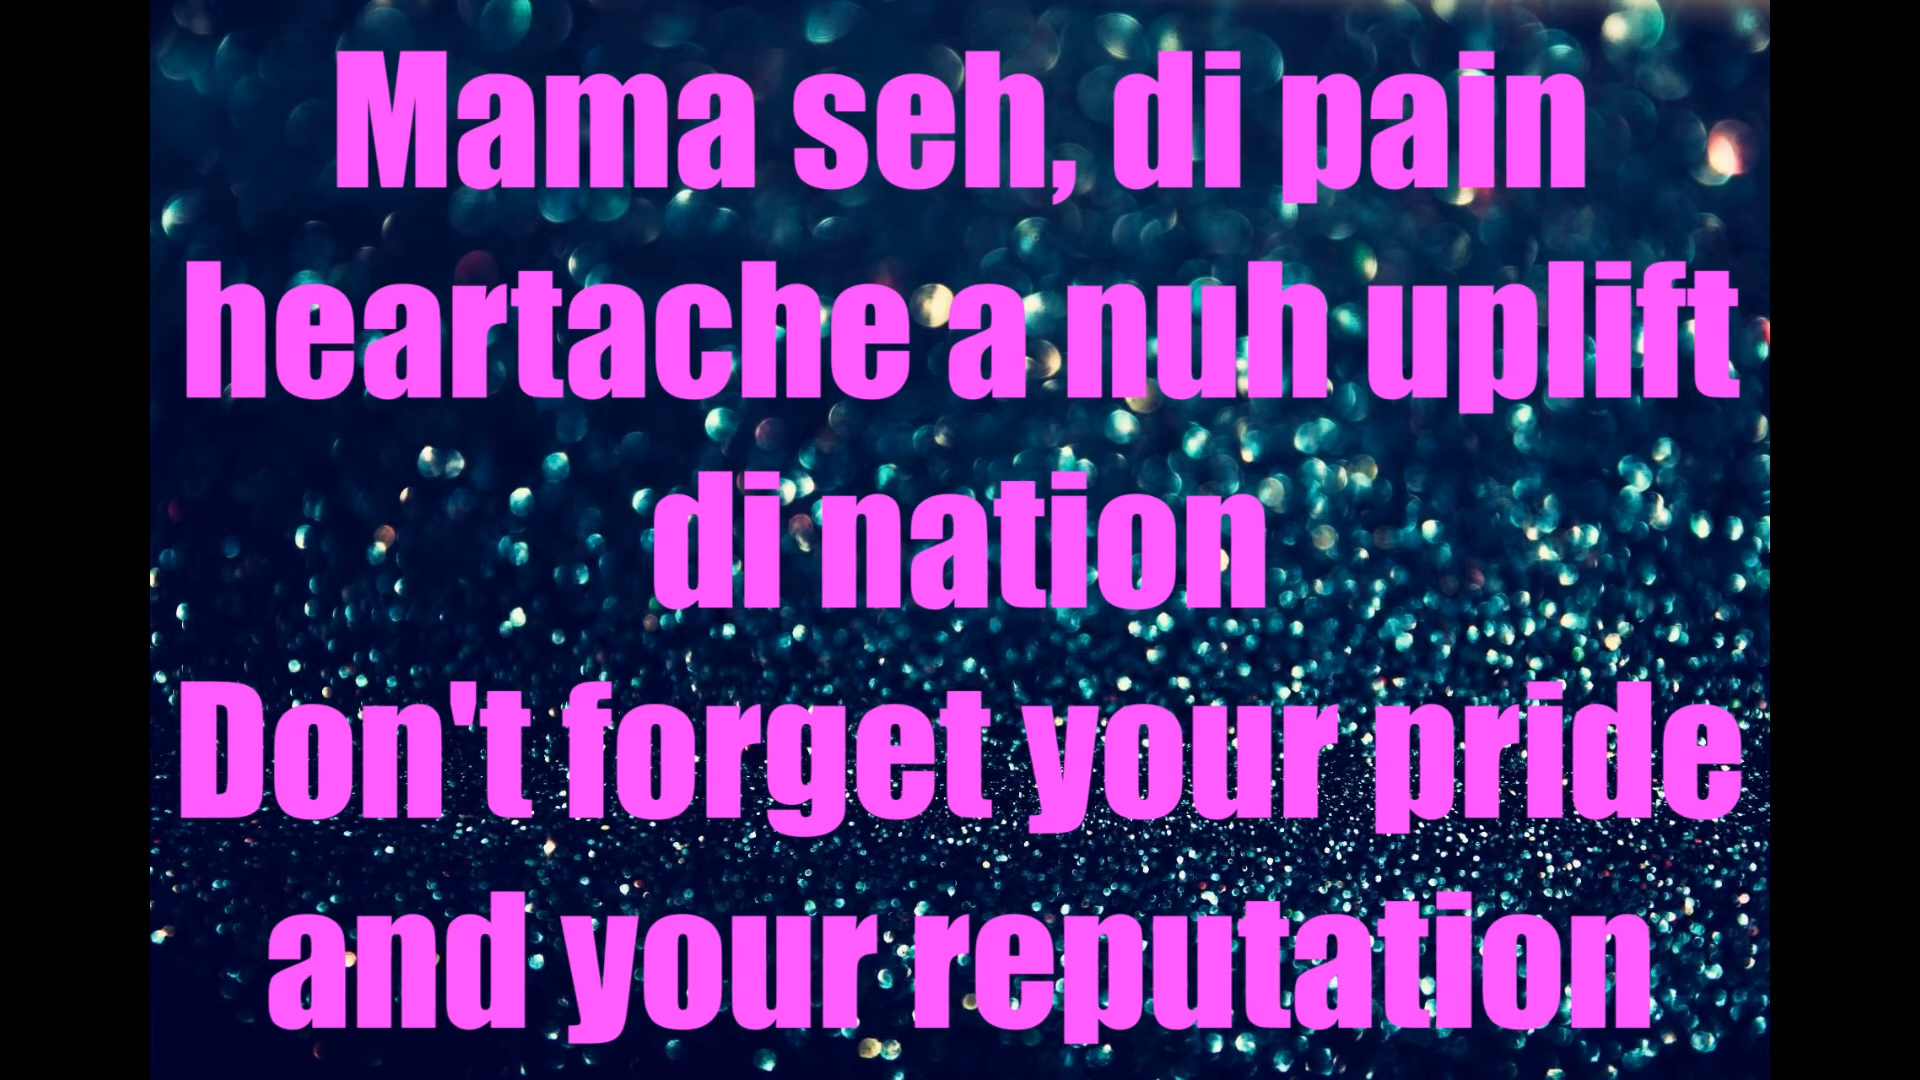 Mama seh, di pain
heartache a nuh uplift
di nation
Don't forget your pride
and your reputation